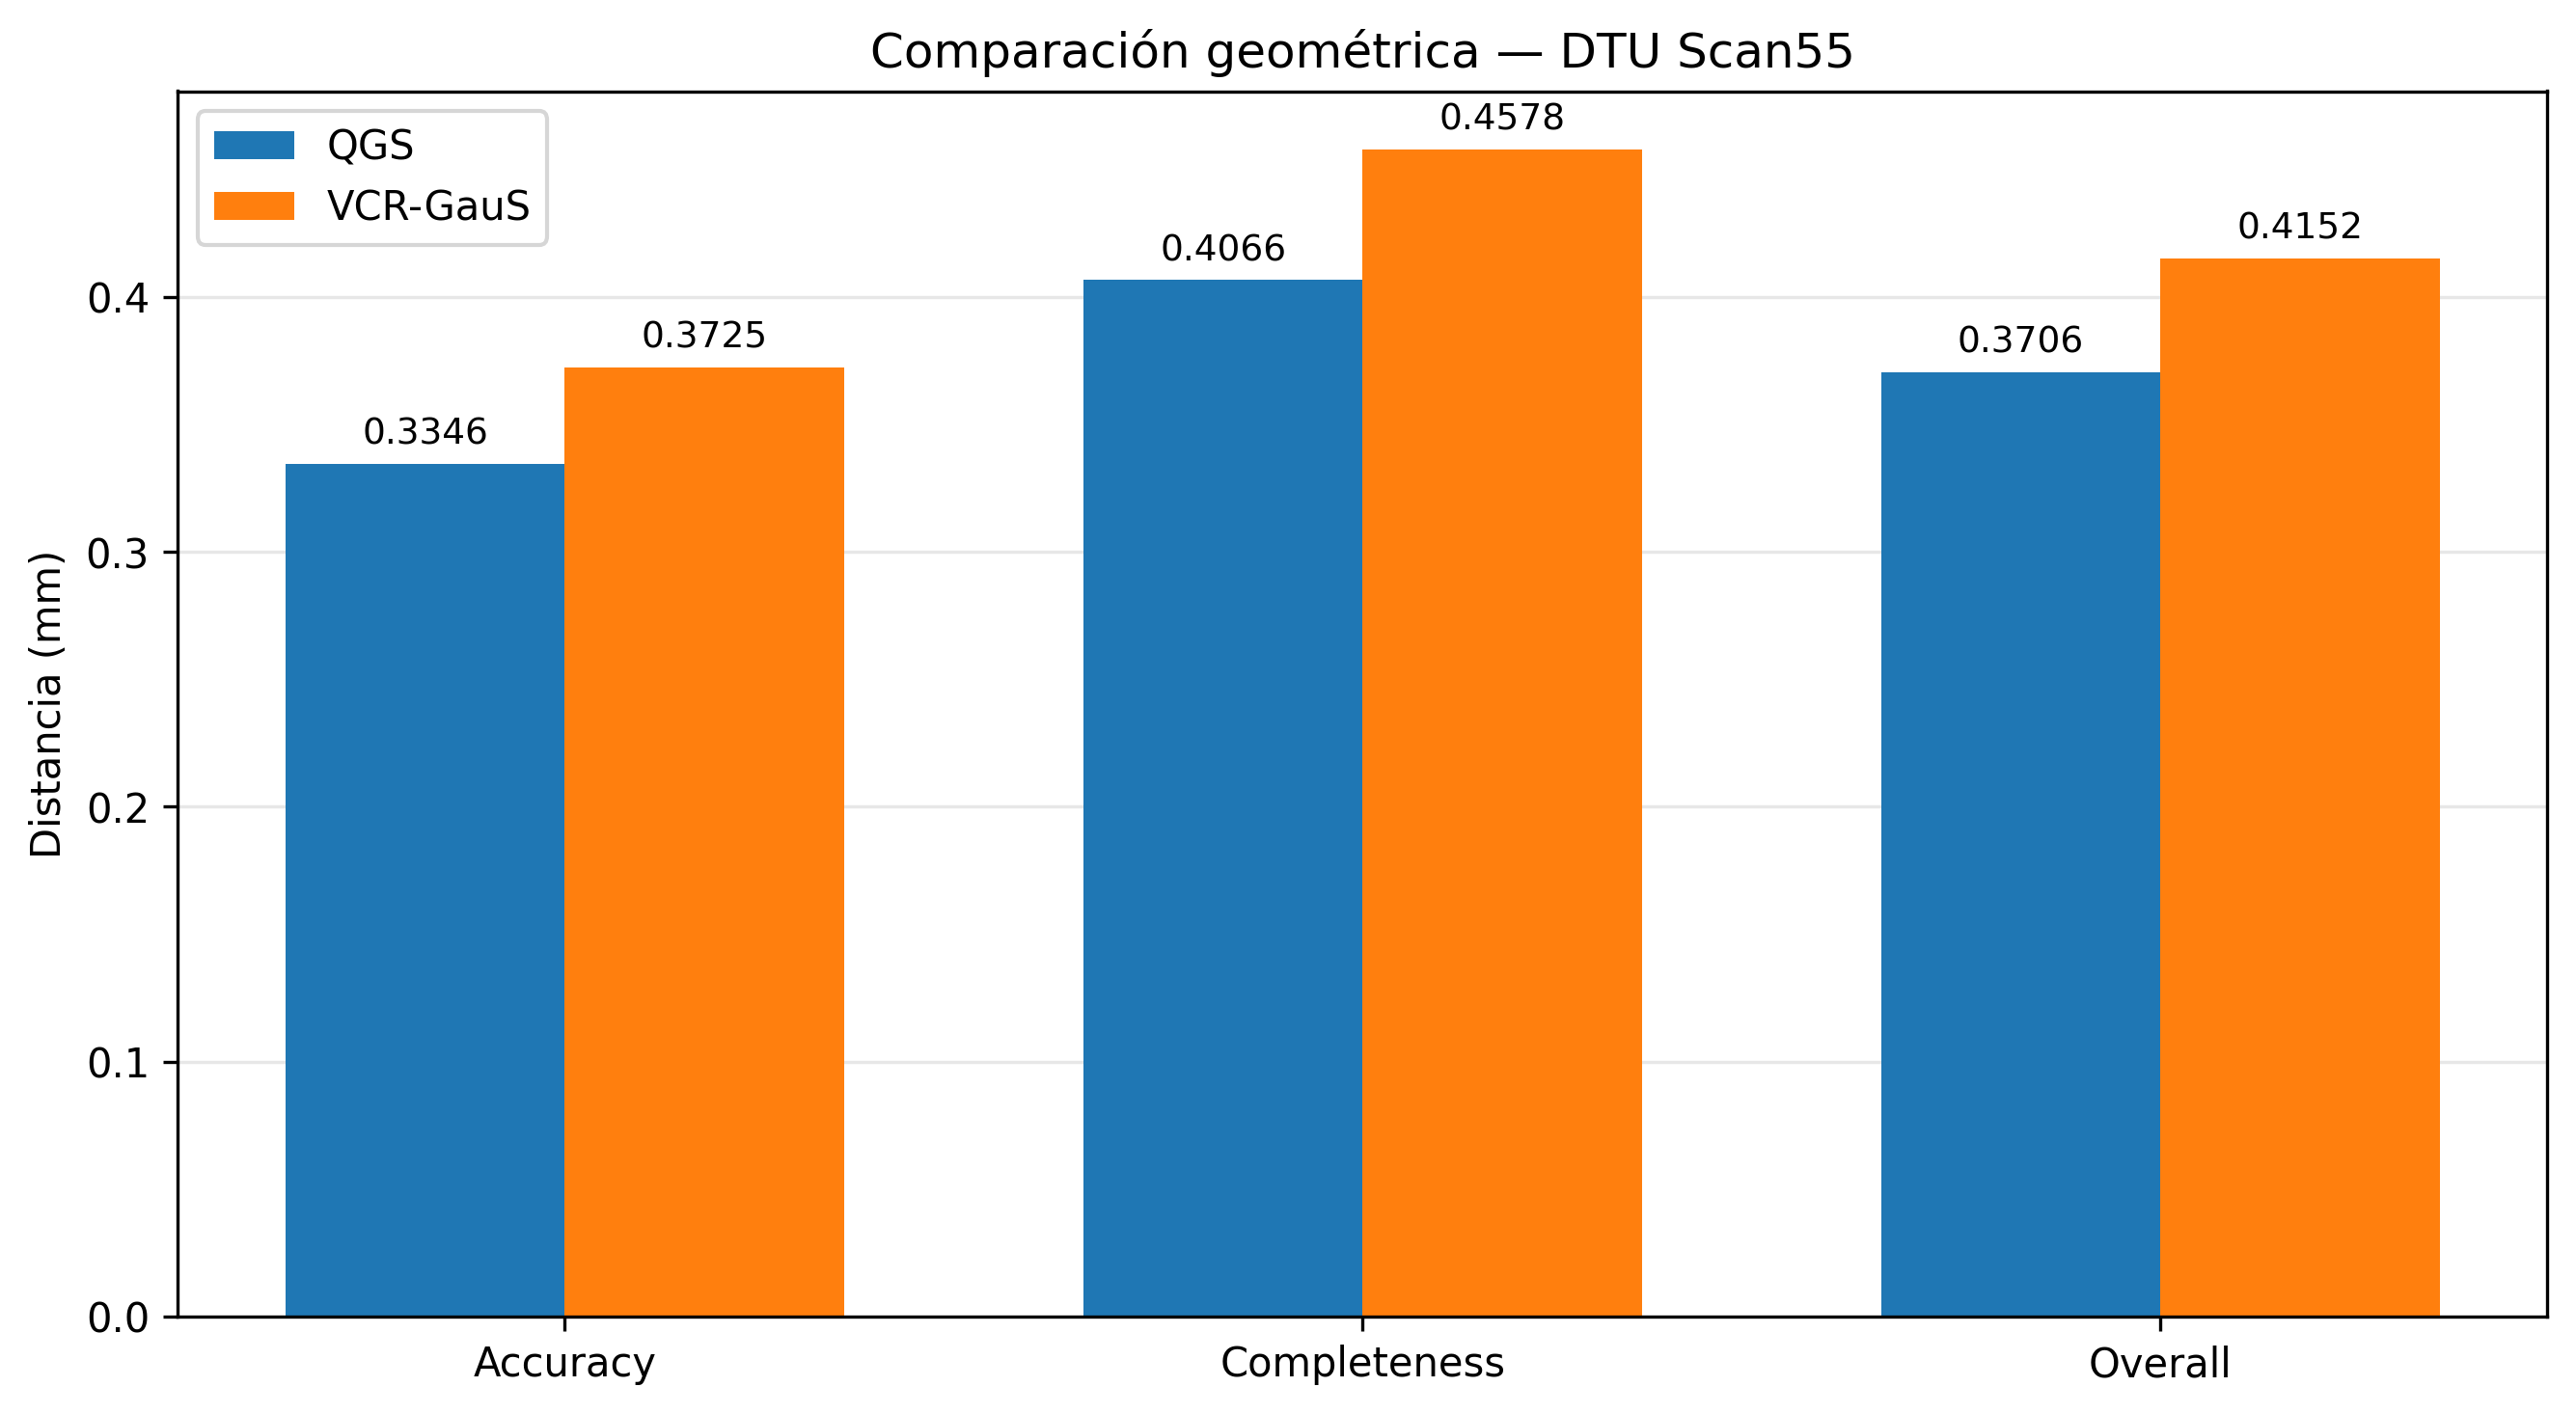 Comparación geométrica — DTU Scan55
QGS
VCR-GauS
0.3346
0.3725
0.4066
0.4578
0.3706
0.4152
Distancia (mm)
0.4
0.3
0.2
0.1
0.0
Accuracy
Completeness
Overall